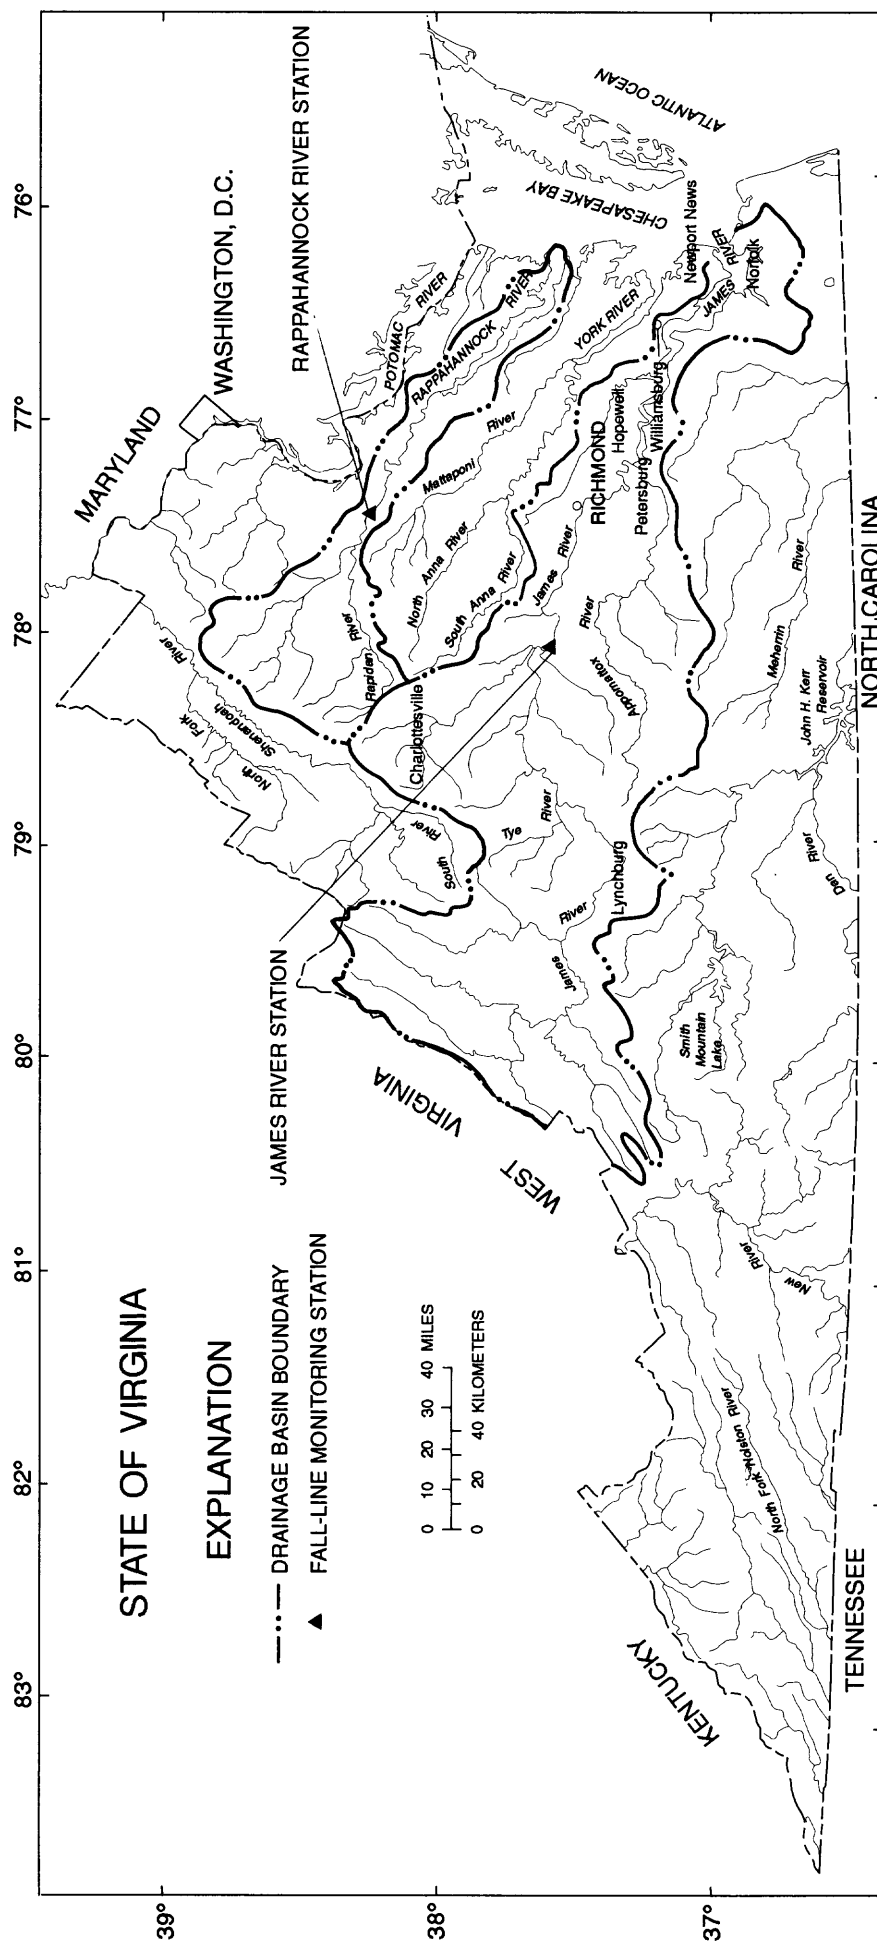 STATE OF VIRGINIA
EXPLANATION
DRAINAGE BASIN BOUNDARY
FALL-LINE MONITORING STATION
0 10 20 30 40 MILES
0 20 40 KILOMETERS
83°
82°
81°
80°
79°
78°
77°
76°
39°
38°
37°
JAMES RIVER STATION
RAPPAHANNOCK RIVER STATION
WASHINGTON, D.C.
MARYLAND
WEST
VIRGINIA
KENTUCKY
TENNESSEE
NORTH CAROLINA
ATLANTIC OCEAN
CHESAPEAKE BAY
POTOMAC
RIVER
RAPPAHANNOCK
RIVER
YORK RIVER
JAMES
RIVER
Newport News
Norfolk
Williamsburg
Hopewell
RICHMOND
Petersburg
Charlottesville
Lynchburg
North
Fork
Shenandoah
River
South
River
Rapidan
River
Mattaponi
River
North
Anna River
South Anna River
James River
Appomattox
River
Tye
River
James
River
Meherrin
River
John H. Kerr
Reservoir
Dan
River
Smith
Mountain
Lake
New
River
North Fork Holston River